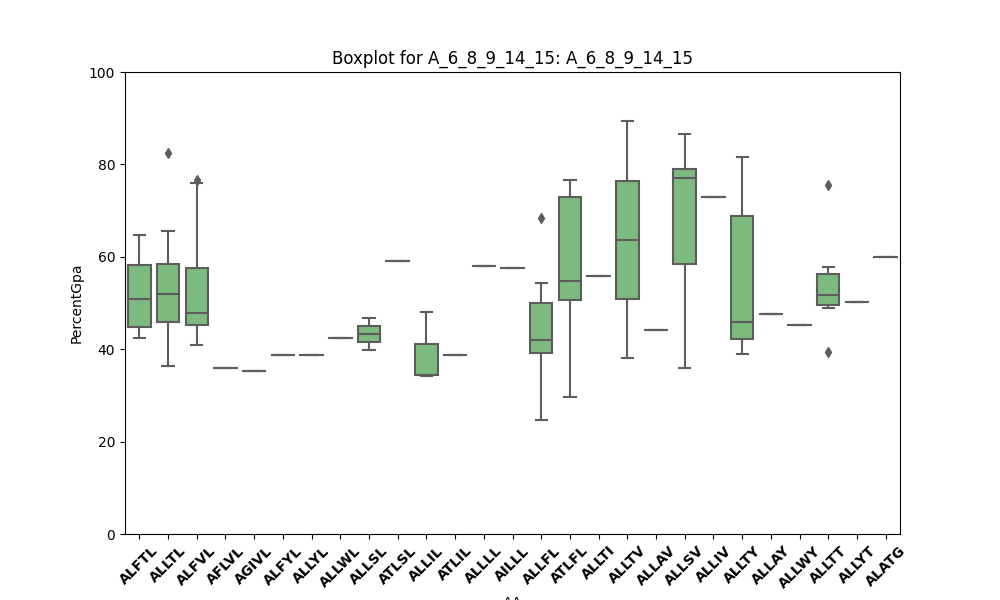 Boxplot for A_6_8_9_14_15: A_6_8_9_14_15
PercentGpa
100
80
60
40
20
0
ALFTL ALLTL ALFVL AFLVL AGIVL ALFYL ALLYL ALLWL ALLSL ATLSL ALLIL ATLIL ALLLL AILLL ALLFL ATLFL ALLTI ALLTV ALLAV ALLSV ALLIV ALLTY ALLAY ALLWY ALLTT ALLYT ALATG